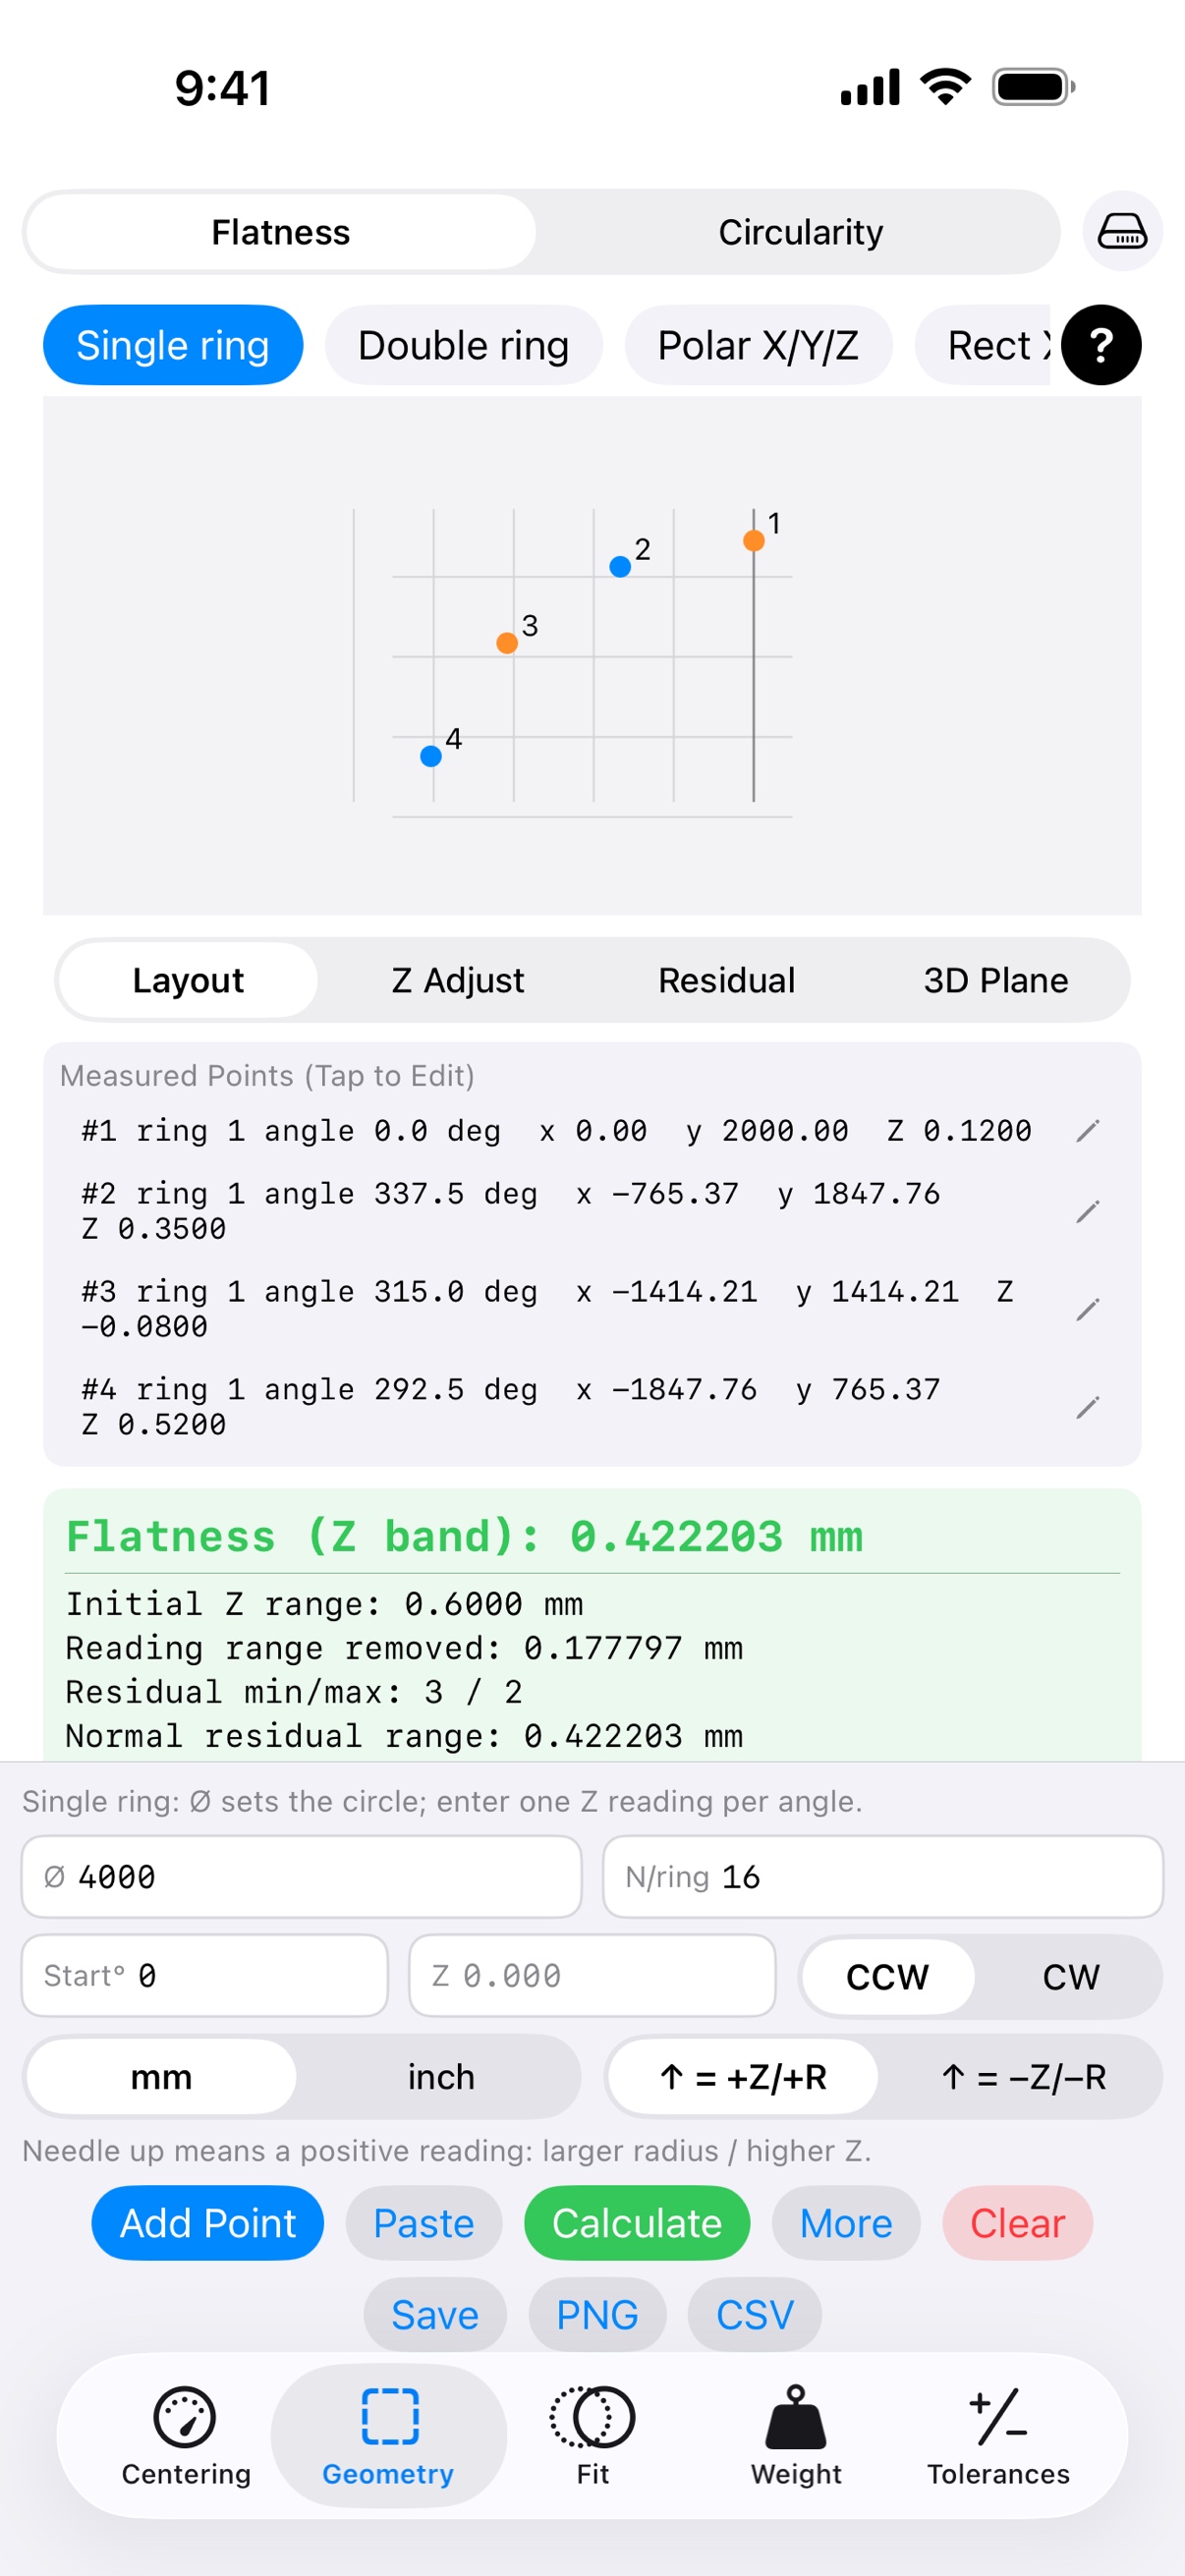 9:41
Flatness
Circularity
Single ring
Double ring
Polar X/Y/Z
Rect
?
1
2
3
4
Layout
Z Adjust
Residual
3D Plane
Measured Points (Tap to Edit)
#1 ring 1 angle 0.0 deg  x 0.00  y 2000.00  Z 0.1200
#2 ring 1 angle 337.5 deg  x −765.37  y 1847.76
Z 0.3500
#3 ring 1 angle 315.0 deg  x −1414.21  y 1414.21  Z
−0.0800
#4 ring 1 angle 292.5 deg  x −1847.76  y 765.37
Z 0.5200
Flatness (Z band): 0.422203 mm
Initial Z range: 0.6000 mm
Reading range removed: 0.177797 mm
Residual min/max: 3 / 2
Normal residual range: 0.422203 mm
Single ring: Ø sets the circle; enter one Z reading per angle.
Ø 4000
N/ring 16
Start° 0
Z 0.000
CCW
CW
mm
inch
↑ = +Z/+R
↑ = −Z/−R
Needle up means a positive reading: larger radius / higher Z.
Add Point
Paste
Calculate
More
Clear
Save
PNG
CSV
Centering
Geometry
Fit
Weight
Tolerances